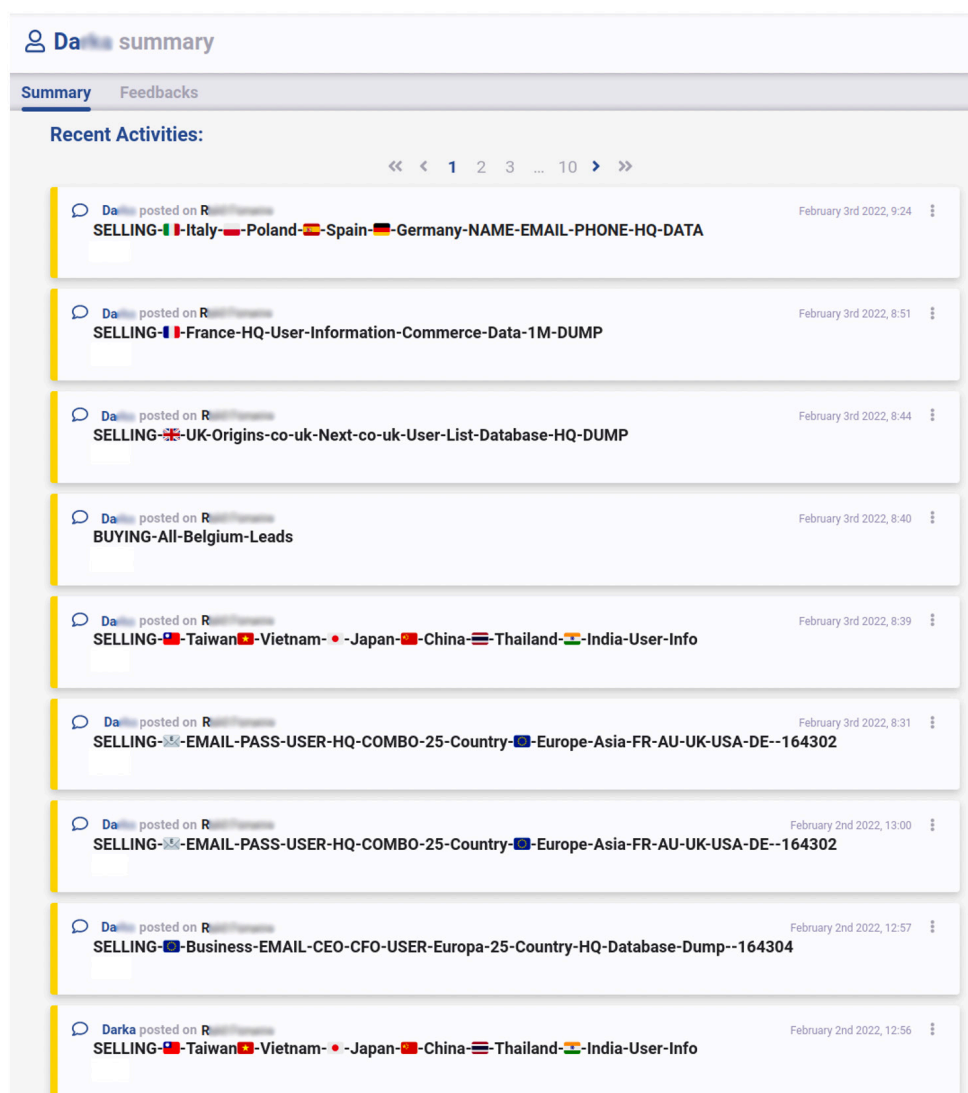 Da summary
Summary Feedbacks
Recent Activities:
« < 1 2 3 ... 10 > »
Da posted on R February 3rd 2022, 9:24
SELLING-🇮🇹-Italy-🇵🇱-Poland-🇪🇸-Spain-🇩🇪-Germany-NAME-EMAIL-PHONE-HQ-DATA
Da posted on R February 3rd 2022, 8:51
SELLING-🇫🇷-France-HQ-User-Information-Commerce-Data-1M-DUMP
Da posted on R February 3rd 2022, 8:44
SELLING-🇬🇧-UK-Origins-co-uk-Next-co-uk-User-List-Database-HQ-DUMP
Da posted on R February 3rd 2022, 8:40
BUYING-All-Belgium-Leads
Da posted on R February 3rd 2022, 8:39
SELLING-🇹🇼-Taiwan🇻🇳-Vietnam-🇯🇵-Japan-🇨🇳-China-🇹🇭-Thailand-🇮🇳-India-User-Info
Da posted on R February 3rd 2022, 8:31
SELLING-📨-EMAIL-PASS-USER-HQ-COMBO-25-Country-🇪🇺-Europe-Asia-FR-AU-UK-USA-DE--164302
Da posted on R February 2nd 2022, 13:00
SELLING-📨-EMAIL-PASS-USER-HQ-COMBO-25-Country-🇪🇺-Europe-Asia-FR-AU-UK-USA-DE--164302
Da posted on R February 2nd 2022, 12:57
SELLING-🇪🇺-Business-EMAIL-CEO-CFO-USER-Europa-25-Country-HQ-Database-Dump--164304
Darka posted on R February 2nd 2022, 12:56
SELLING-🇹🇼-Taiwan🇻🇳-Vietnam-🇯🇵-Japan-🇨🇳-China-🇹🇭-Thailand-🇮🇳-India-User-Info